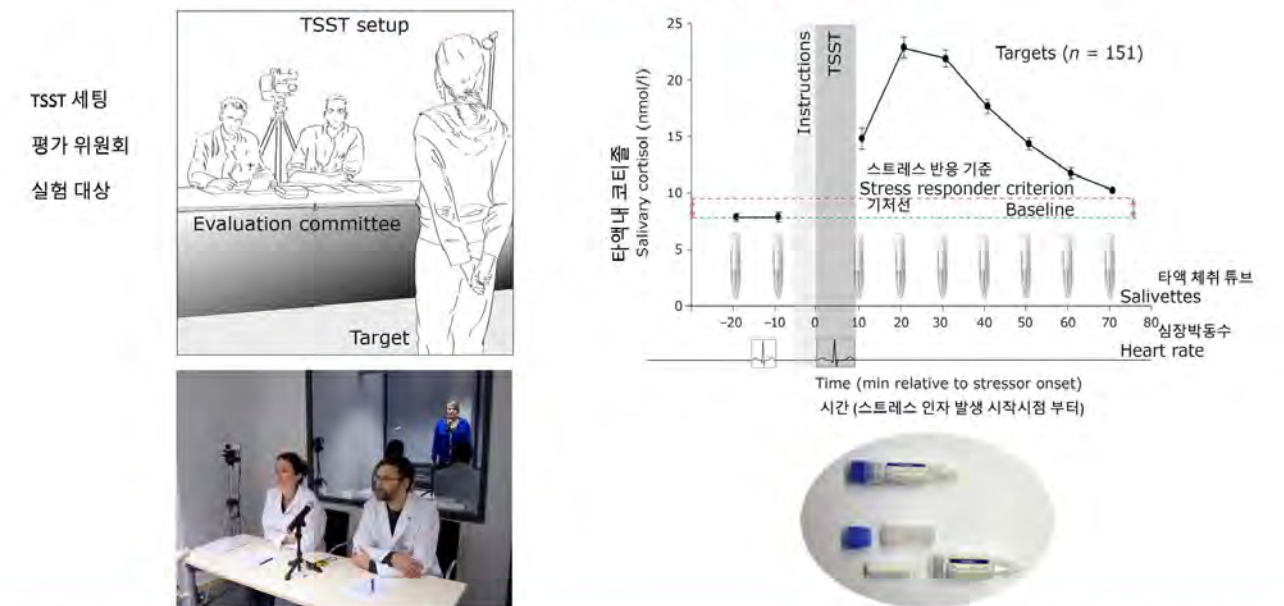 TSST 세팅
평가 위원회
실험 대상
TSST setup
Evaluation committee
Target
25
20
15
10
5
0
타액내 코티졸
Salivary cortisol (nmol/l)
Instructions
TSST
Targets (n = 151)
스트레스 반응 기준
Stress responder criterion
기저선
Baseline
타액 체취 튜브
Salivettes
-20 -10 0 10 20 30 40 50 60 70 80
심장박동수
Heart rate
Time (min relative to stressor onset)
시간 (스트레스 인자 발생 시작시점 부터)